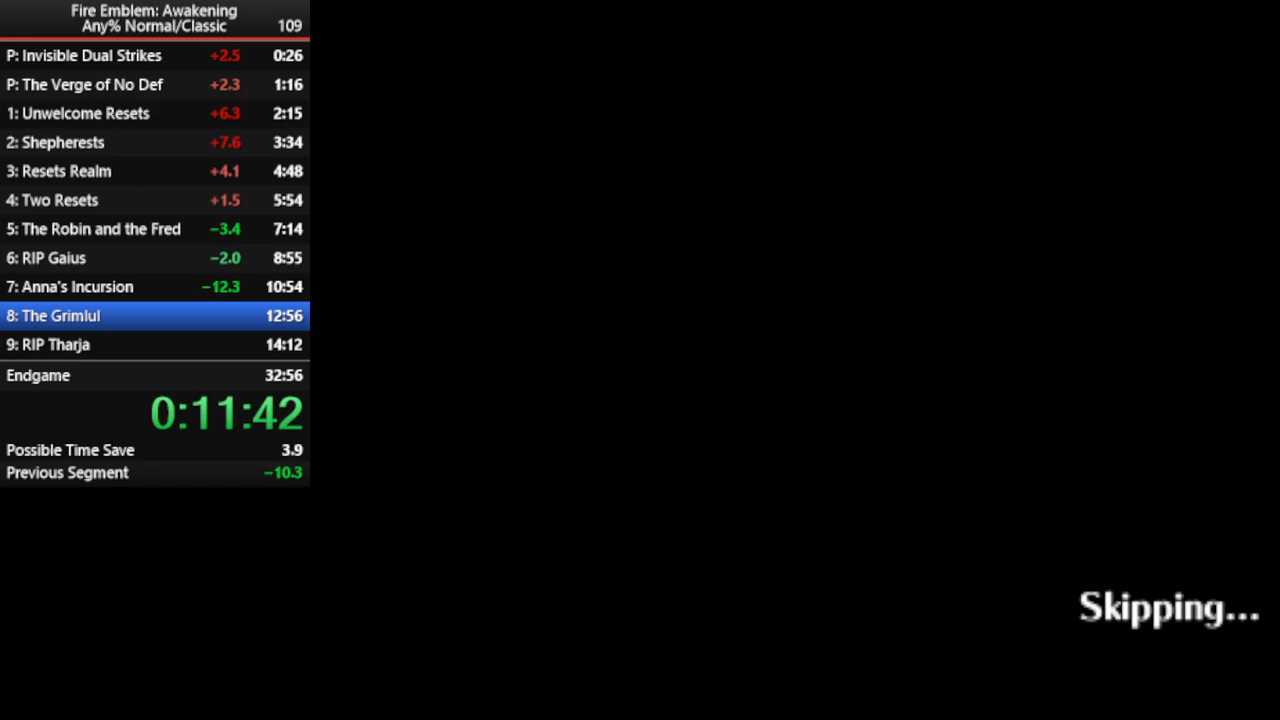 Fire Emblem: Awakening
Any% Normal/Classic 109
P: Invisible Dual Strikes +2.5 0:26
P: The Verge of No Def +2.3 1:16
1: Unwelcome Resets +6.3 2:15
2: Shepherests +7.6 3:34
3: Resets Realm +4.1 4:48
4: Two Resets +1.5 5:54
5: The Robin and the Fred −3.4 7:14
6: RIP Gaius −2.0 8:55
7: Anna's Incursion −12.3 10:54
8: The Grimlul 12:56
9: RIP Tharja 14:12
Endgame 32:56
0:11:42
Possible Time Save 3.9
Previous Segment −10.3
Skipping...